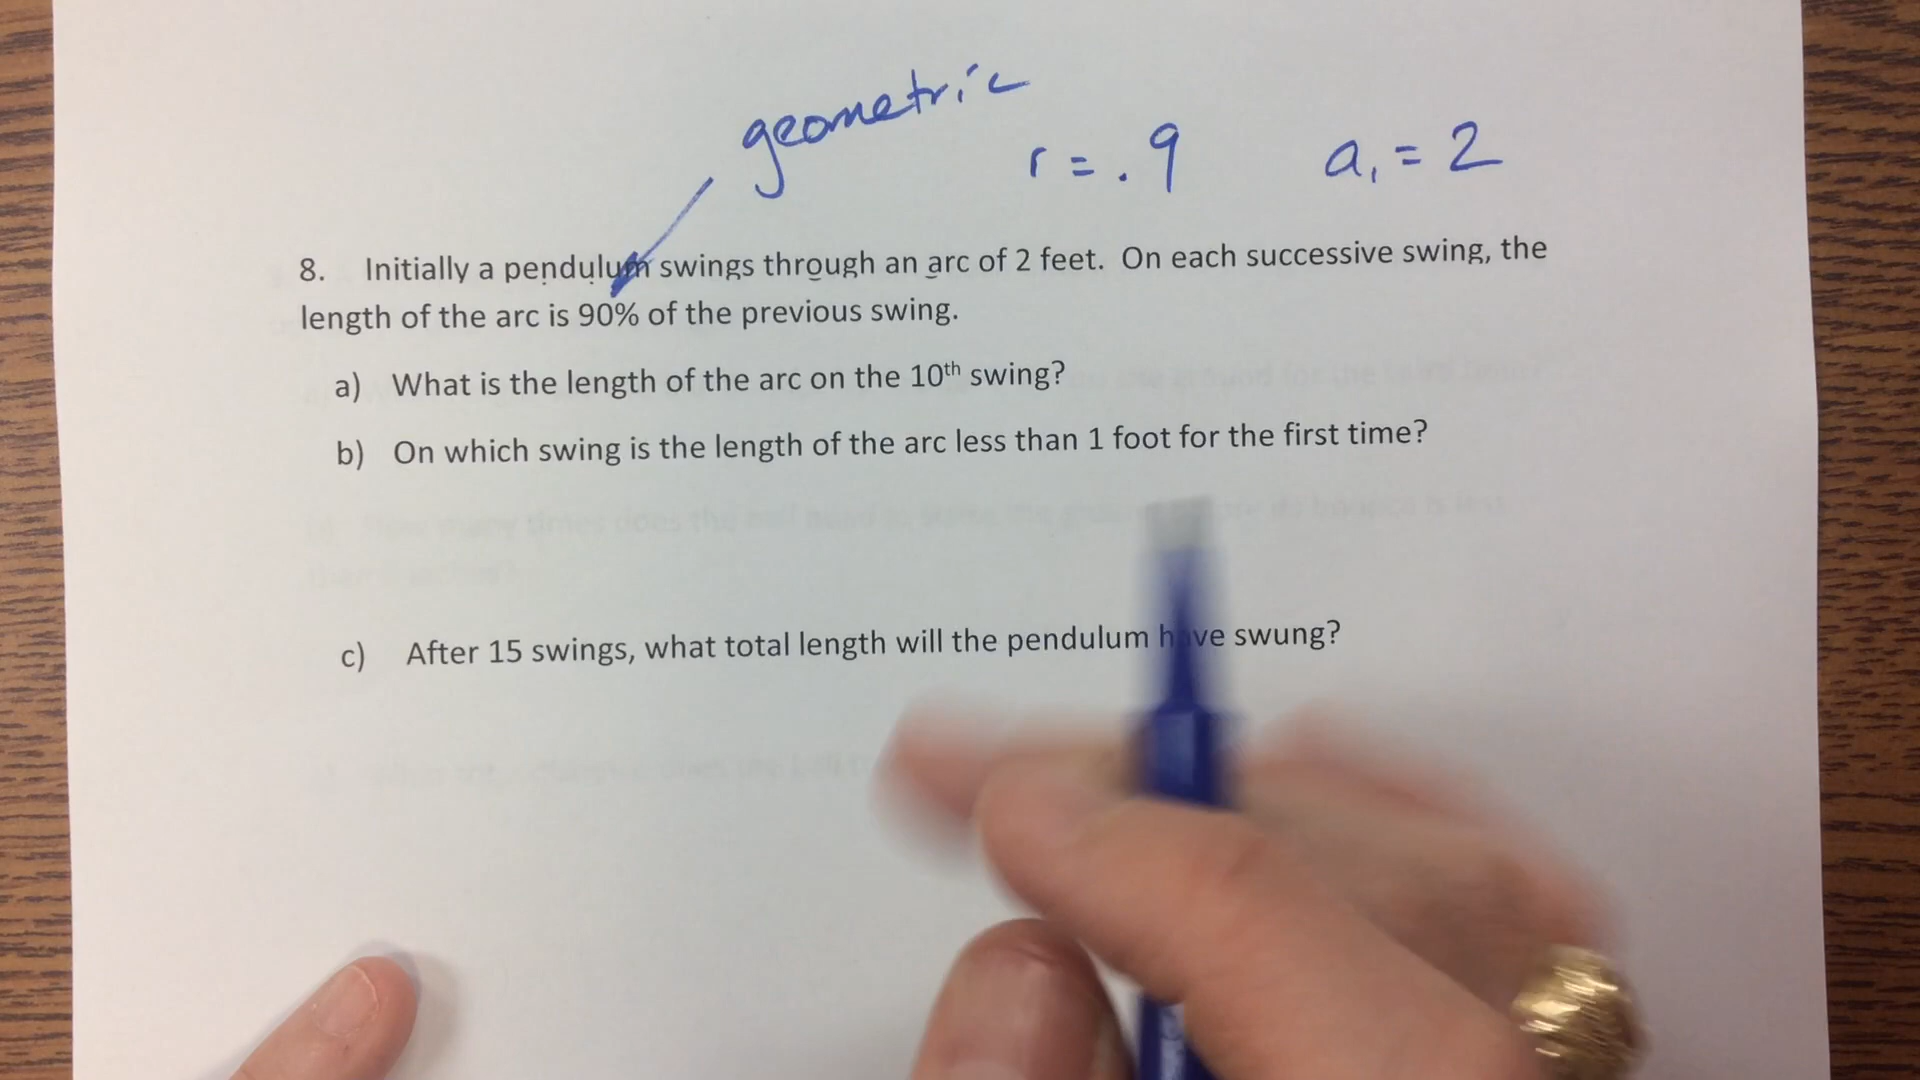 geometric
r = .9 a₁ = 2
8. Initially a pendulum swings through an arc of 2 feet. On each successive swing, the
length of the arc is 90% of the previous swing.
a) What is the length of the arc on the 10th swing?
b) On which swing is the length of the arc less than 1 foot for the first time?
c) After 15 swings, what total length will the pendulum have swung?